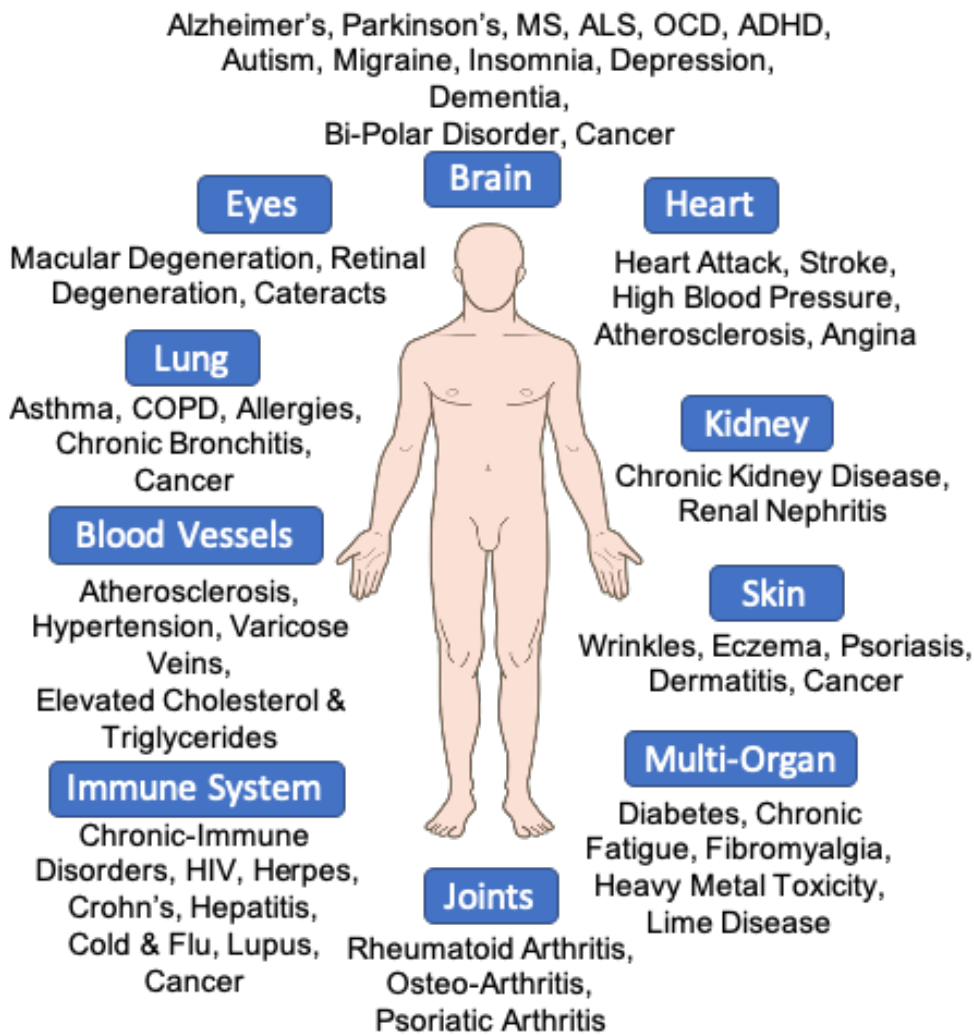 Alzheimer's, Parkinson's, MS, ALS, OCD, ADHD,
Autism, Migraine, Insomnia, Depression,
Dementia,
Bi-Polar Disorder, Cancer
Brain
Eyes
Macular Degeneration, Retinal
Degeneration, Cateracts
Heart
Heart Attack, Stroke,
High Blood Pressure,
Atherosclerosis, Angina
Lung
Asthma, COPD, Allergies,
Chronic Bronchitis,
Cancer
Kidney
Chronic Kidney Disease,
Renal Nephritis
Blood Vessels
Atherosclerosis,
Hypertension, Varicose
Veins,
Elevated Cholesterol &
Triglycerides
Skin
Wrinkles, Eczema, Psoriasis,
Dermatitis, Cancer
Immune System
Chronic-Immune
Disorders, HIV, Herpes,
Crohn's, Hepatitis,
Cold & Flu, Lupus,
Cancer
Multi-Organ
Diabetes, Chronic
Fatigue, Fibromyalgia,
Heavy Metal Toxicity,
Lime Disease
Joints
Rheumatoid Arthritis,
Osteo-Arthritis,
Psoriatic Arthritis